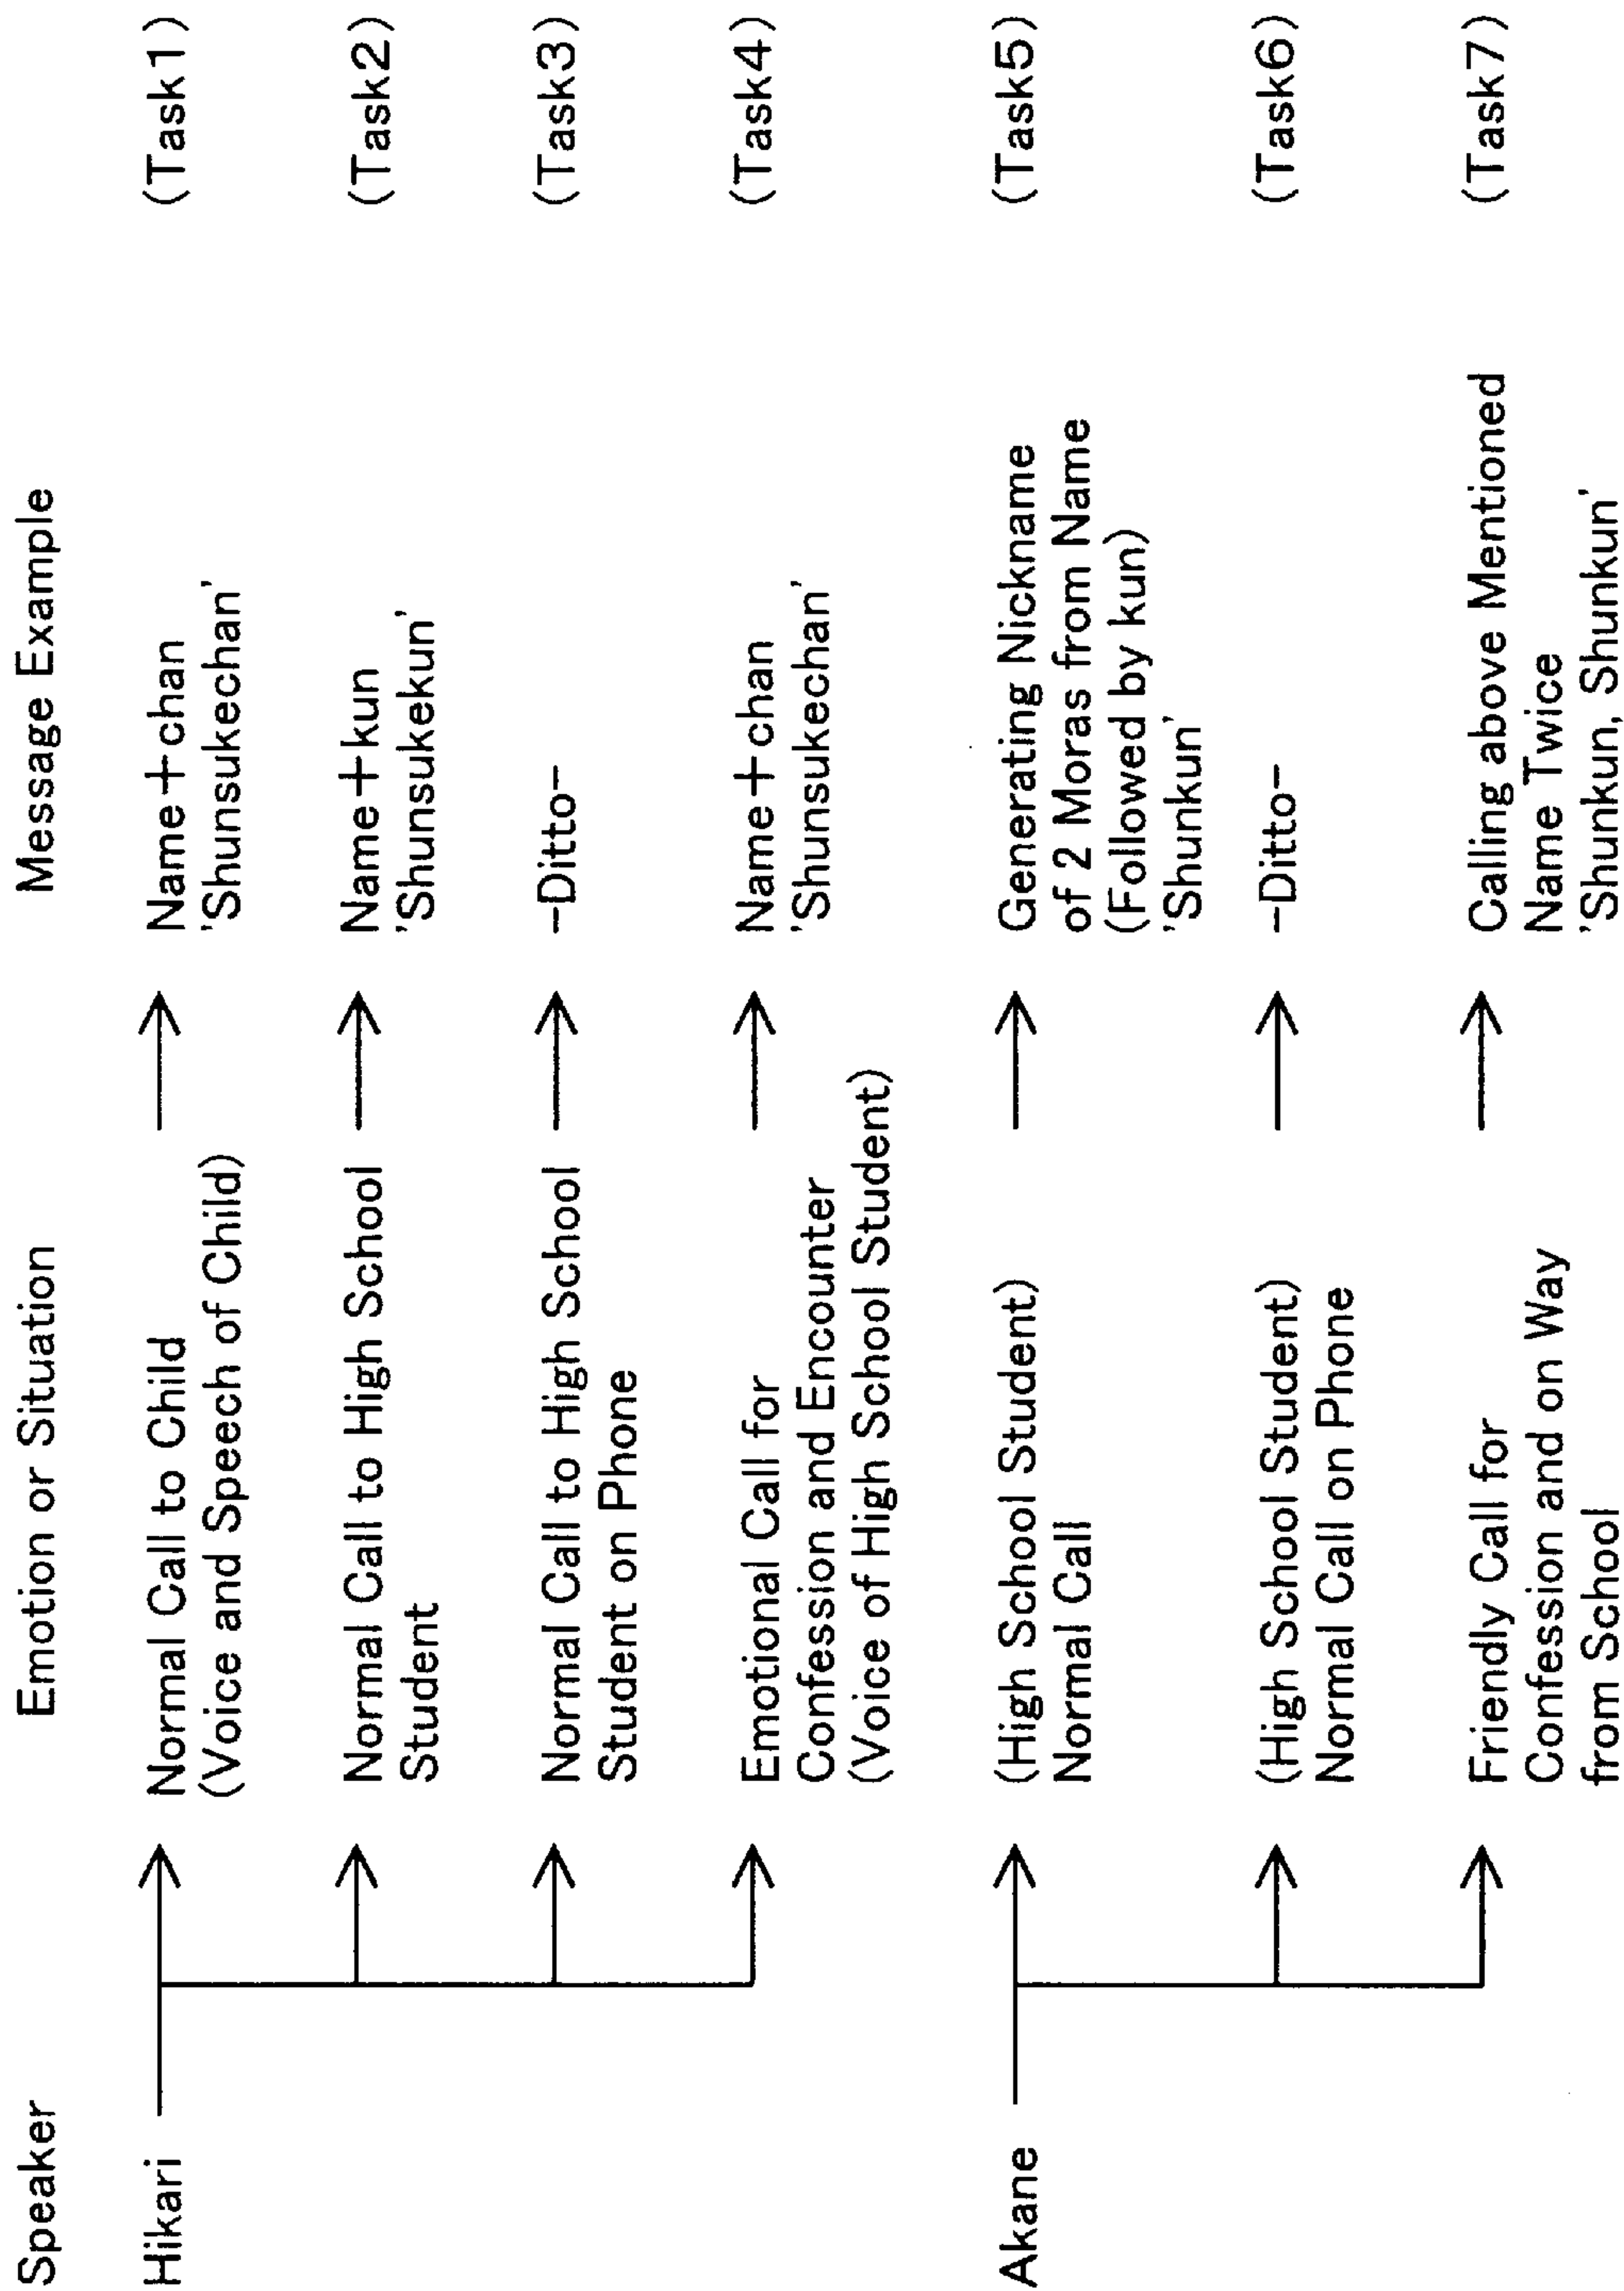 Speaker
Emotion or Situation
Message Example
Hikari
Normal Call to Child
(Voice and Speech of Child)
Name+chan
'Shunsukechan'
(Task1)
Normal Call to High School
Student
Name+kun
'Shunsukekun'
(Task2)
Normal Call to High School
Student on Phone
-Ditto-
(Task3)
Emotional Call for
Confession and Encounter
(Voice of High School Student)
Name+chan
'Shunsukechan'
(Task4)
Akane
(High School Student)
Normal Call
Generating Nickname
of 2 Moras from Name
(Followed by kun)
'Shunkun'
(Task5)
(High School Student)
Normal Call on Phone
-Ditto-
(Task6)
Friendly Call for
Confession and on Way
from School
Calling above Mentioned
Name Twice
'Shunkun, Shunkun'
(Task7)